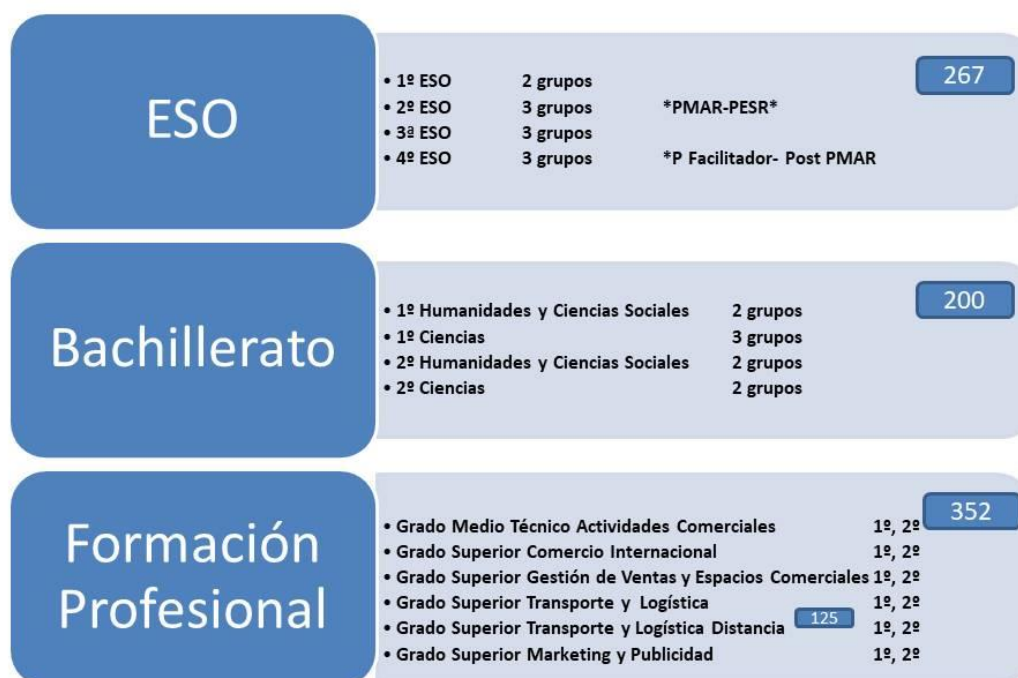 ESO
267
• 1º ESO 2 grupos
• 2º ESO 3 grupos *PMAR-PESR*
• 3ª ESO 3 grupos
• 4º ESO 3 grupos *P Facilitador- Post PMAR
Bachillerato
200
• 1º Humanidades y Ciencias Sociales 2 grupos
• 1º Ciencias 3 grupos
• 2º Humanidades y Ciencias Sociales 2 grupos
• 2º Ciencias 2 grupos
Formación
Profesional
352
• Grado Medio Técnico Actividades Comerciales 1º, 2º
• Grado Superior Comercio Internacional 1º, 2º
• Grado Superior Gestión de Ventas y Espacios Comerciales 1º, 2º
• Grado Superior Transporte y Logística 1º, 2º
• Grado Superior Transporte y Logística Distancia 125 1º, 2º
• Grado Superior Marketing y Publicidad 1º, 2º